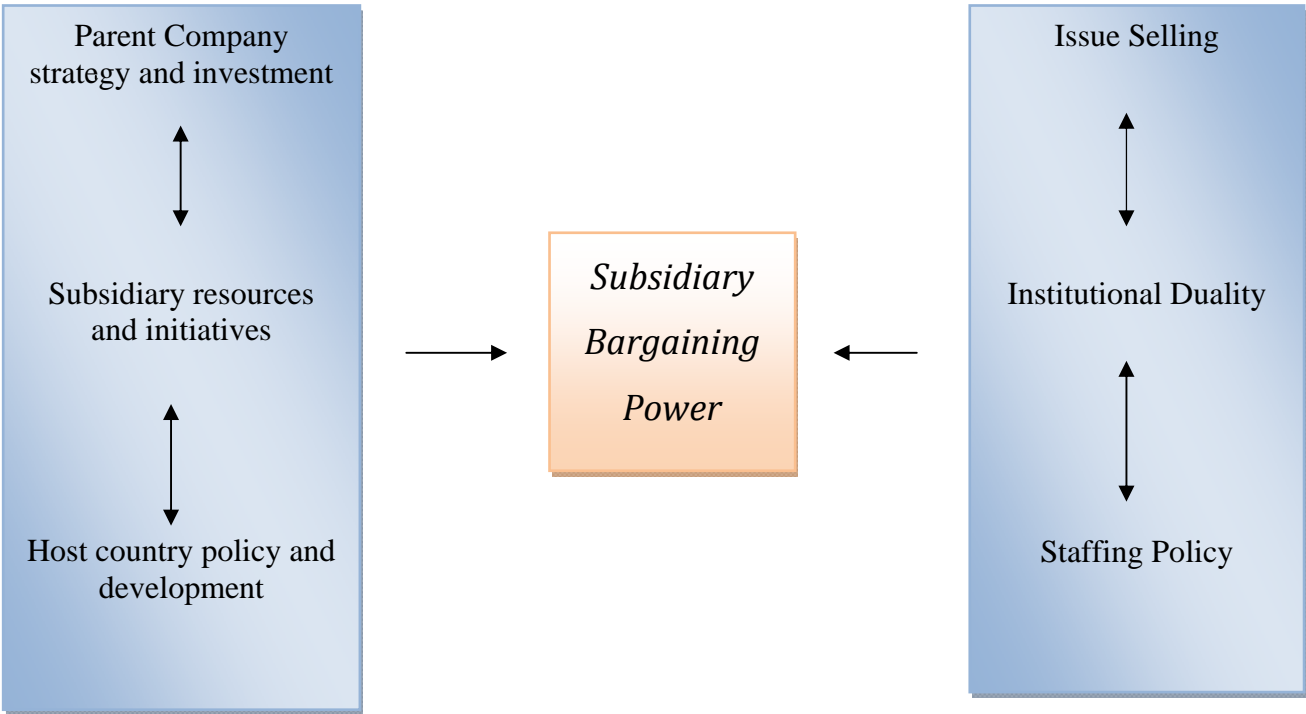 Parent Company
strategy and investment
Subsidiary resources
and initiatives
Host country policy and
development
Subsidiary
Bargaining
Power
Issue Selling
Institutional Duality
Staffing Policy